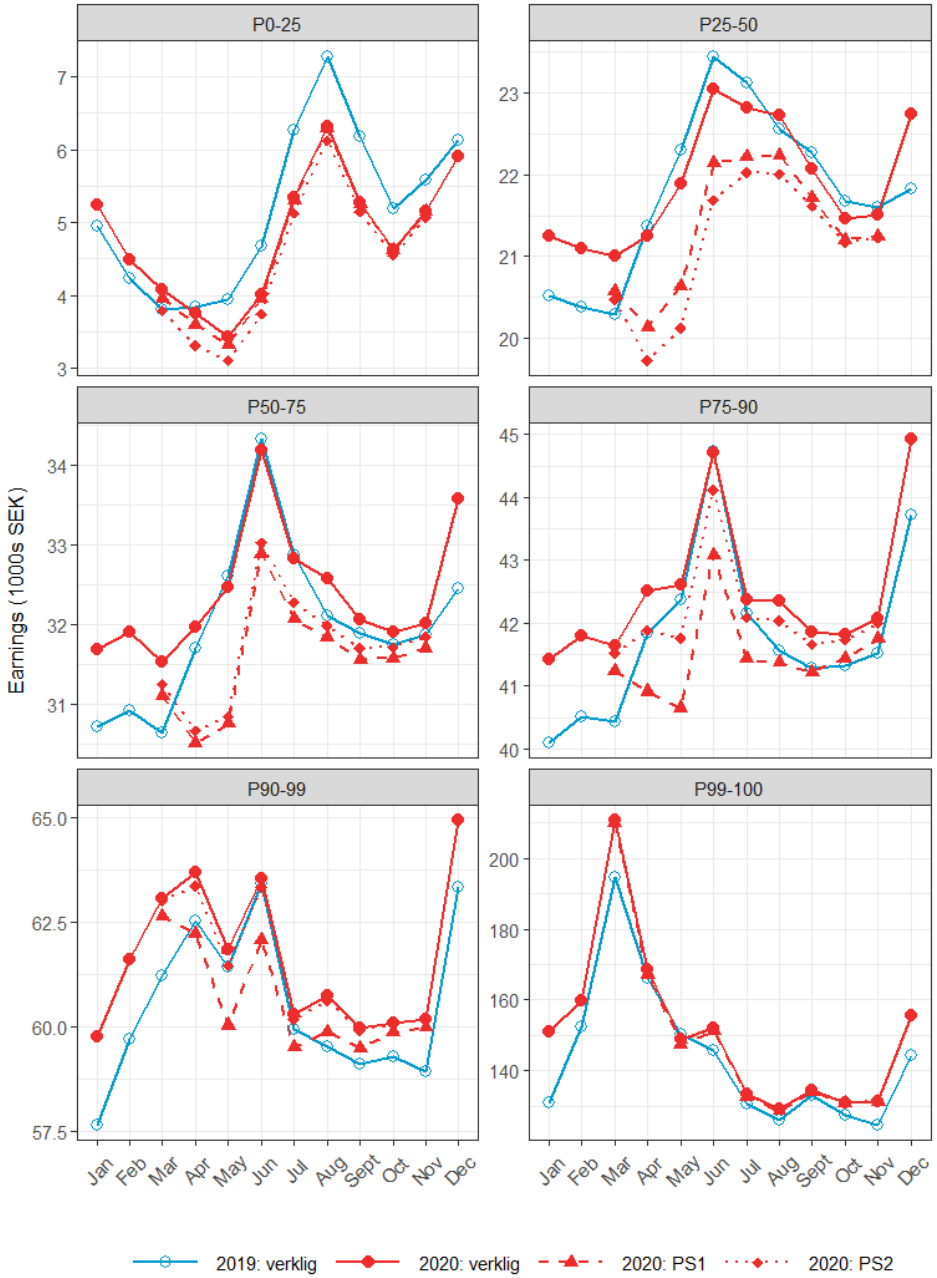 P0-25
P25-50
7
6
5
4
3
23
22
21
20
P50-75
P75-90
34
33
32
31
45
44
43
42
41
40
Earnings (1000s SEK)
P90-99
P99-100
65.0
62.5
60.0
57.5
200
180
160
140
Jan Feb Mar Apr May Jun Jul Aug Sept Oct Nov Dec
Jan Feb Mar Apr May Jun Jul Aug Sept Oct Nov Dec
2019: verklig 2020: verklig 2020: PS1 2020: PS2